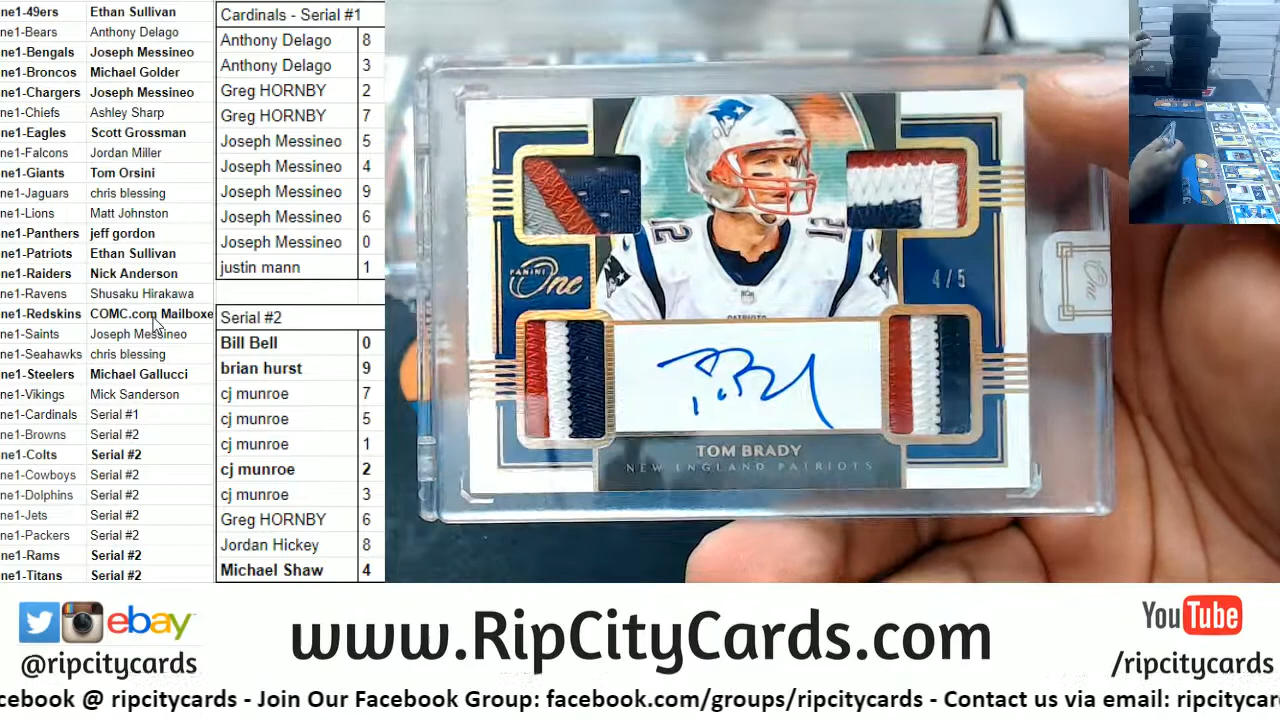 ne1-49ers Ethan Sullivan
ne1-Bears Anthony Delago
ne1-Bengals Joseph Messineo
ne1-Broncos Michael Golder
ne1-Chargers Joseph Messineo
ne1-Chiefs Ashley Sharp
ne1-Eagles Scott Grossman
ne1-Falcons Jordan Miller
ne1-Giants Tom Orsini
ne1-Jaguars chris blessing
ne1-Lions Matt Johnston
ne1-Panthers jeff gordon
ne1-Patriots Ethan Sullivan
ne1-Raiders Nick Anderson
ne1-Ravens Shusaku Hirakawa
ne1-Redskins COMC.com Mailboxe
ne1-Saints Joseph Messineo
ne1-Seahawks chris blessing
ne1-Steelers Michael Gallucci
ne1-Vikings Mick Sanderson
ne1-Cardinals Serial #1
ne1-Browns Serial #2
ne1-Colts Serial #2
ne1-Cowboys Serial #2
ne1-Dolphins Serial #2
ne1-Jets Serial #2
ne1-Packers Serial #2
ne1-Rams Serial #2
ne1-Titans Serial #2
Cardinals - Serial #1
Anthony Delago 8
Anthony Delago 3
Greg HORNBY 2
Greg HORNBY 7
Joseph Messineo 5
Joseph Messineo 4
Joseph Messineo 9
Joseph Messineo 6
Joseph Messineo 0
justin mann 1
Serial #2
Bill Bell 0
brian hurst 9
cj munroe 7
cj munroe 5
cj munroe 1
cj munroe 2
cj munroe 3
Greg HORNBY 6
Jordan Hickey 8
Michael Shaw 4
PANINI
One
4/5
12
PATRIOTS
TOM BRADY
NEW ENGLAND PATRIOTS
One
ebay
@ripcitycards
www.RipCityCards.com
YouTube
/ripcitycards
acebook @ ripcitycards - Join Our Facebook Group: facebook.com/groups/ripcitycards - Contact us via email: ripcitycar